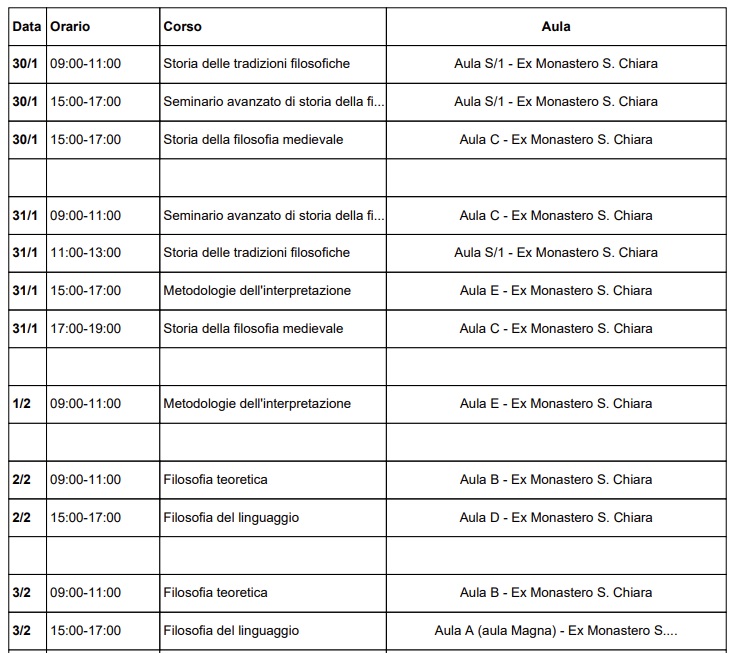 Data Orario Corso Aula
30/1 09:00-11:00 Storia delle tradizioni filosofiche Aula S/1 - Ex Monastero S. Chiara
30/1 15:00-17:00 Seminario avanzato di storia della fi... Aula S/1 - Ex Monastero S. Chiara
30/1 15:00-17:00 Storia della filosofia medievale Aula C - Ex Monastero S. Chiara
31/1 09:00-11:00 Seminario avanzato di storia della fi... Aula C - Ex Monastero S. Chiara
31/1 11:00-13:00 Storia delle tradizioni filosofiche Aula S/1 - Ex Monastero S. Chiara
31/1 15:00-17:00 Metodologie dell'interpretazione Aula E - Ex Monastero S. Chiara
31/1 17:00-19:00 Storia della filosofia medievale Aula C - Ex Monastero S. Chiara
1/2 09:00-11:00 Metodologie dell'interpretazione Aula E - Ex Monastero S. Chiara
2/2 09:00-11:00 Filosofia teoretica Aula B - Ex Monastero S. Chiara
2/2 15:00-17:00 Filosofia del linguaggio Aula D - Ex Monastero S. Chiara
3/2 09:00-11:00 Filosofia teoretica Aula B - Ex Monastero S. Chiara
3/2 15:00-17:00 Filosofia del linguaggio Aula A (aula Magna) - Ex Monastero S....